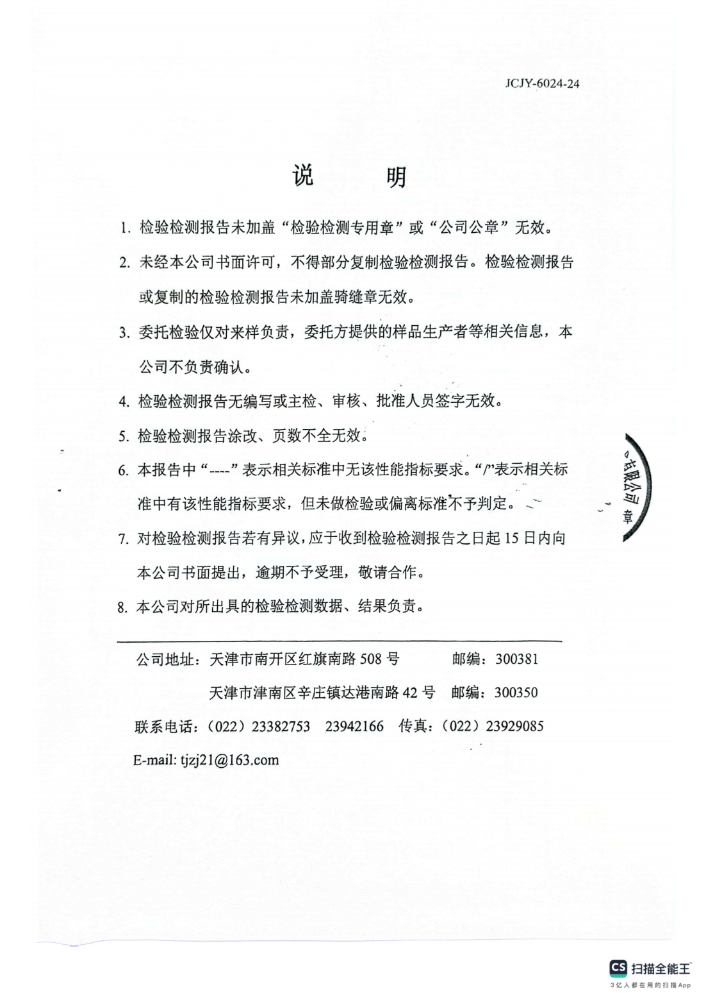 JCJY-6024-24
说 明
1. 检验检测报告未加盖“检验检测专用章”或“公司公章”无效。
2. 未经本公司书面许可，不得部分复制检验检测报告。检验检测报告
或复制的检验检测报告未加盖骑缝章无效。
3. 委托检验仅对来样负责，委托方提供的样品生产者等相关信息，本
公司不负责确认。
4. 检验检测报告无编写或主检、审核、批准人员签字无效。
5. 检验检测报告涂改、页数不全无效。
6. 本报告中“----”表示相关标准中无该性能指标要求。“/”表示相关标
准中有该性能指标要求，但未做检验或偏离标准不予判定。
7. 对检验检测报告若有异议，应于收到检验检测报告之日起 15 日内向
本公司书面提出，逾期不予受理，敬请合作。
8. 本公司对所出具的检验检测数据、结果负责。
有限公司
章
公司地址：天津市南开区红旗南路 508 号 邮编：300381
天津市津南区辛庄镇达港南路 42 号 邮编：300350
联系电话：（022）23382753 23942166 传真：（022）23929085
E-mail: tjzj21@163.com
CS 扫描全能王
3亿人都在用的扫描App